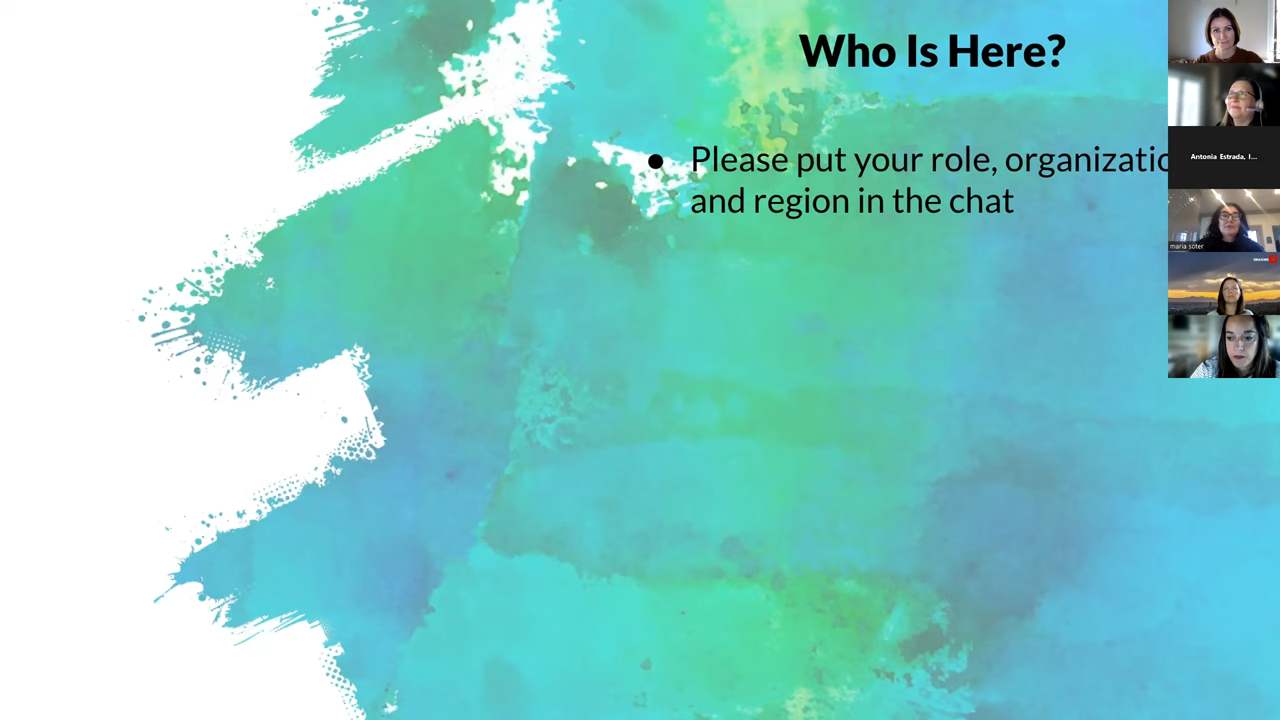 Who Is Here?
● Please put your role, organizatio
and region in the chat
Antonia Estrada, I...
maria soter